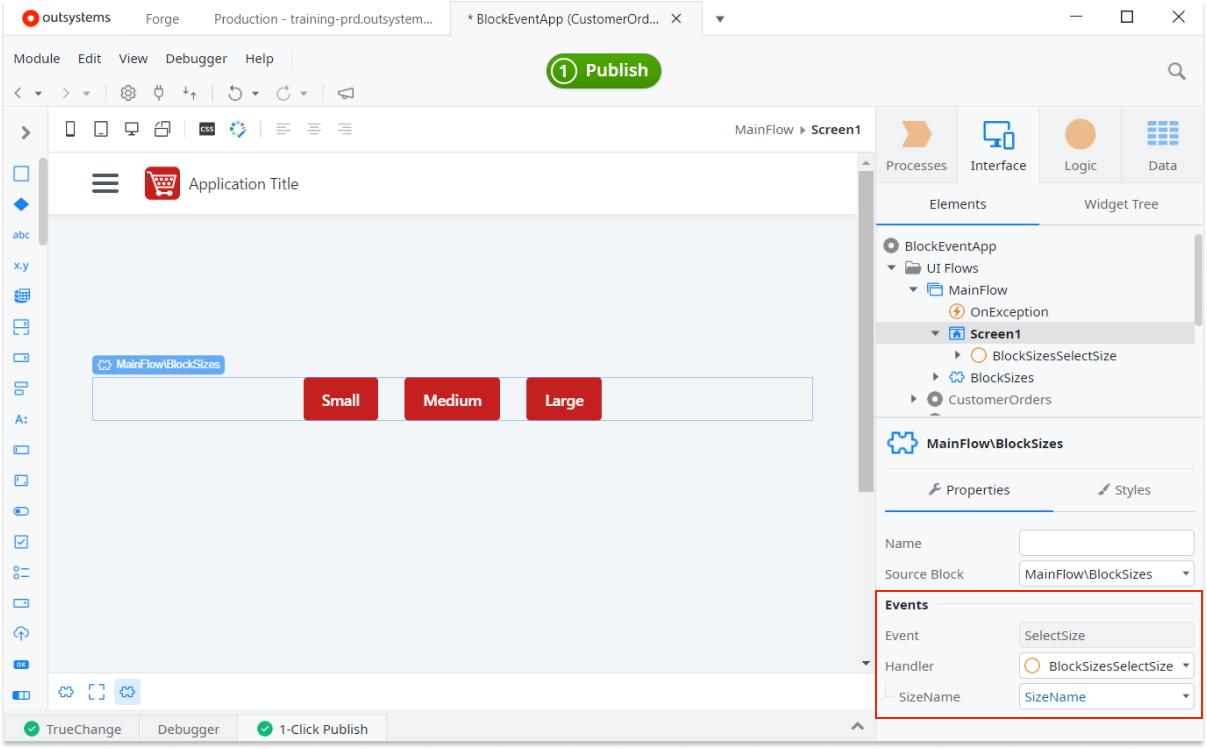 outsystems Forge Production - training-prd.outsystem... * BlockEventApp (CustomerOrd...
Module Edit View Debugger Help
1 Publish
CSS
MainFlow Screen1
Processes Interface Logic Data
Application Title
Elements Widget Tree
abc
x.y
A:
OK
BlockEventApp
UI Flows
MainFlow
OnException
Screen1
BlockSizesSelectSize
BlockSizes
CustomerOrders
MainFlow\BlockSizes
Small Medium Large
MainFlow\BlockSizes
Properties Styles
Name
Source Block MainFlow\BlockSizes
Events
Event SelectSize
Handler BlockSizesSelectSize
SizeName SizeName
TrueChange Debugger 1-Click Publish